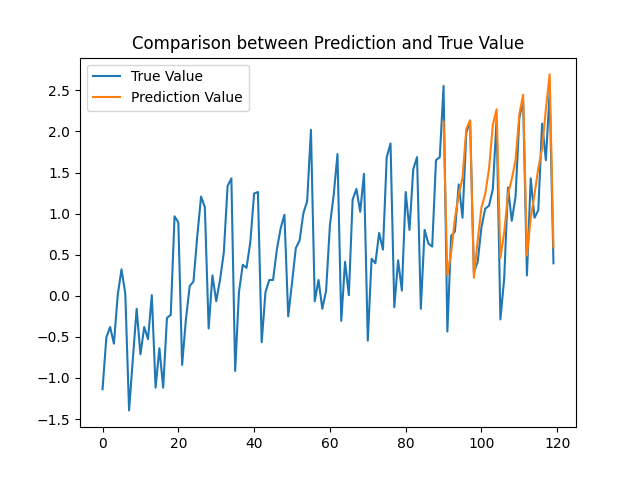 Comparison between Prediction and True Value
True Value
Prediction Value
2.5
2.0
1.5
1.0
0.5
0.0
−0.5
−1.0
−1.5
0 20 40 60 80 100 120